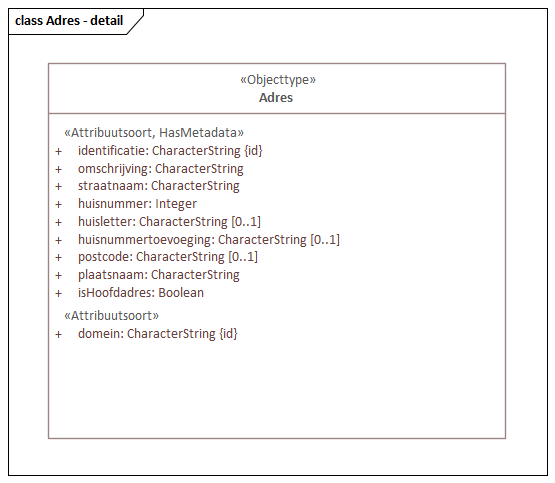 class Adres - detail
«Objecttype»
Adres
«Attribuutsoort, HasMetadata»
+ identificatie: CharacterString {id}
+ omschrijving: CharacterString
+ straatnaam: CharacterString
+ huisnummer: Integer
+ huisletter: CharacterString [0..1]
+ huisnummertoevoeging: CharacterString [0..1]
+ postcode: CharacterString [0..1]
+ plaatsnaam: CharacterString
+ isHoofdadres: Boolean
«Attribuutsoort»
+ domein: CharacterString {id}